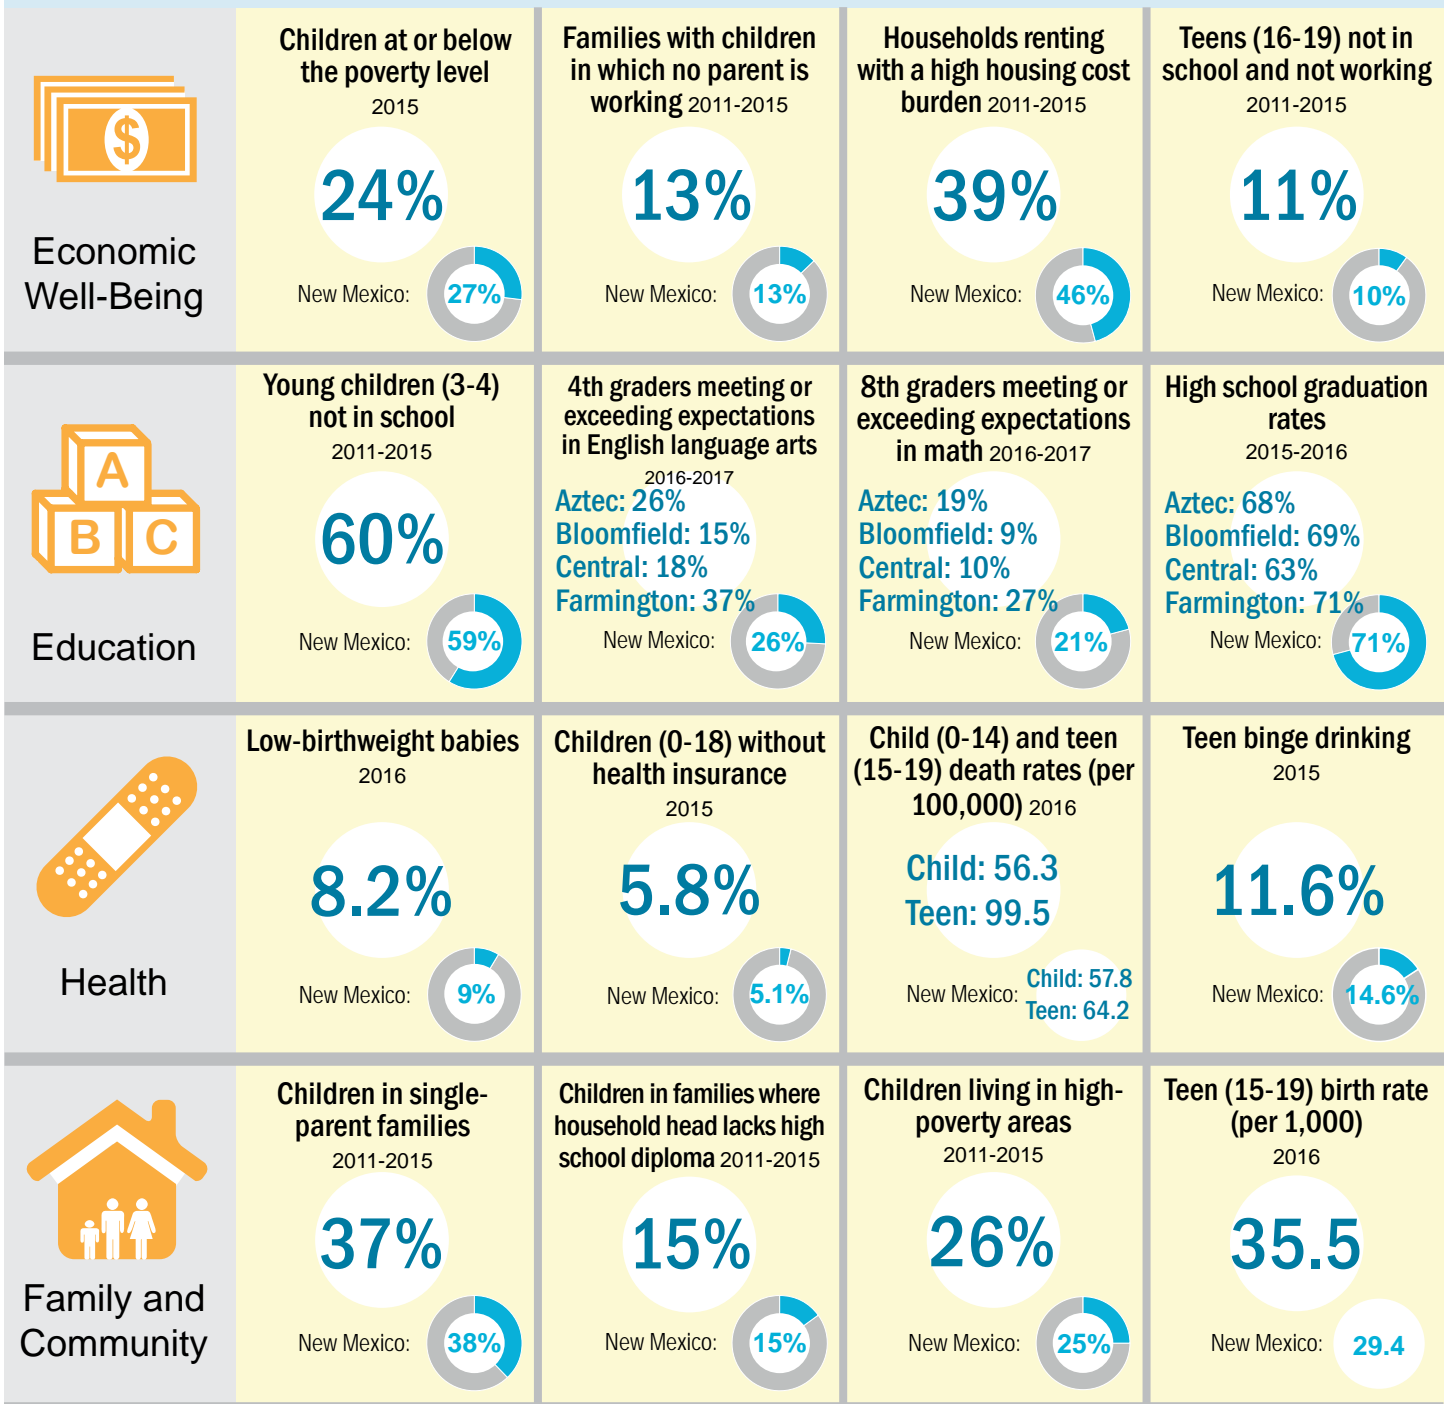 $
Economic
Well-Being
Children at or below
the poverty level
2015
24%
New Mexico:
27%
Families with children
in which no parent is
working 2011-2015
13%
New Mexico:
13%
Households renting
with a high housing cost
burden 2011-2015
39%
New Mexico:
46%
Teens (16-19) not in
school and not working
2011-2015
11%
New Mexico:
10%
A
B C
Education
Young children (3-4)
not in school
2011-2015
60%
New Mexico:
59%
4th graders meeting or
exceeding expectations
in English language arts
2016-2017
Aztec: 26%
Bloomfield: 15%
Central: 18%
Farmington: 37%
New Mexico:
26%
8th graders meeting or
exceeding expectations
in math 2016-2017
Aztec: 19%
Bloomfield: 9%
Central: 10%
Farmington: 27%
New Mexico:
21%
High school graduation
rates
2015-2016
Aztec: 68%
Bloomfield: 69%
Central: 63%
Farmington: 71%
New Mexico:
71%
Health
Low-birthweight babies
2016
8.2%
New Mexico:
9%
Children (0-18) without
health insurance
2015
5.8%
New Mexico:
5.1%
Child (0-14) and teen
(15-19) death rates (per
100,000) 2016
Child: 56.3
Teen: 99.5
New Mexico:
Child: 57.8
Teen: 64.2
Teen binge drinking
2015
11.6%
New Mexico:
14.6%
Family and
Community
Children in single-
parent families
2011-2015
37%
New Mexico:
38%
Children in families where
household head lacks high
school diploma 2011-2015
15%
New Mexico:
15%
Children living in high-
poverty areas
2011-2015
26%
New Mexico:
25%
Teen (15-19) birth rate
(per 1,000)
2016
35.5
New Mexico:
29.4